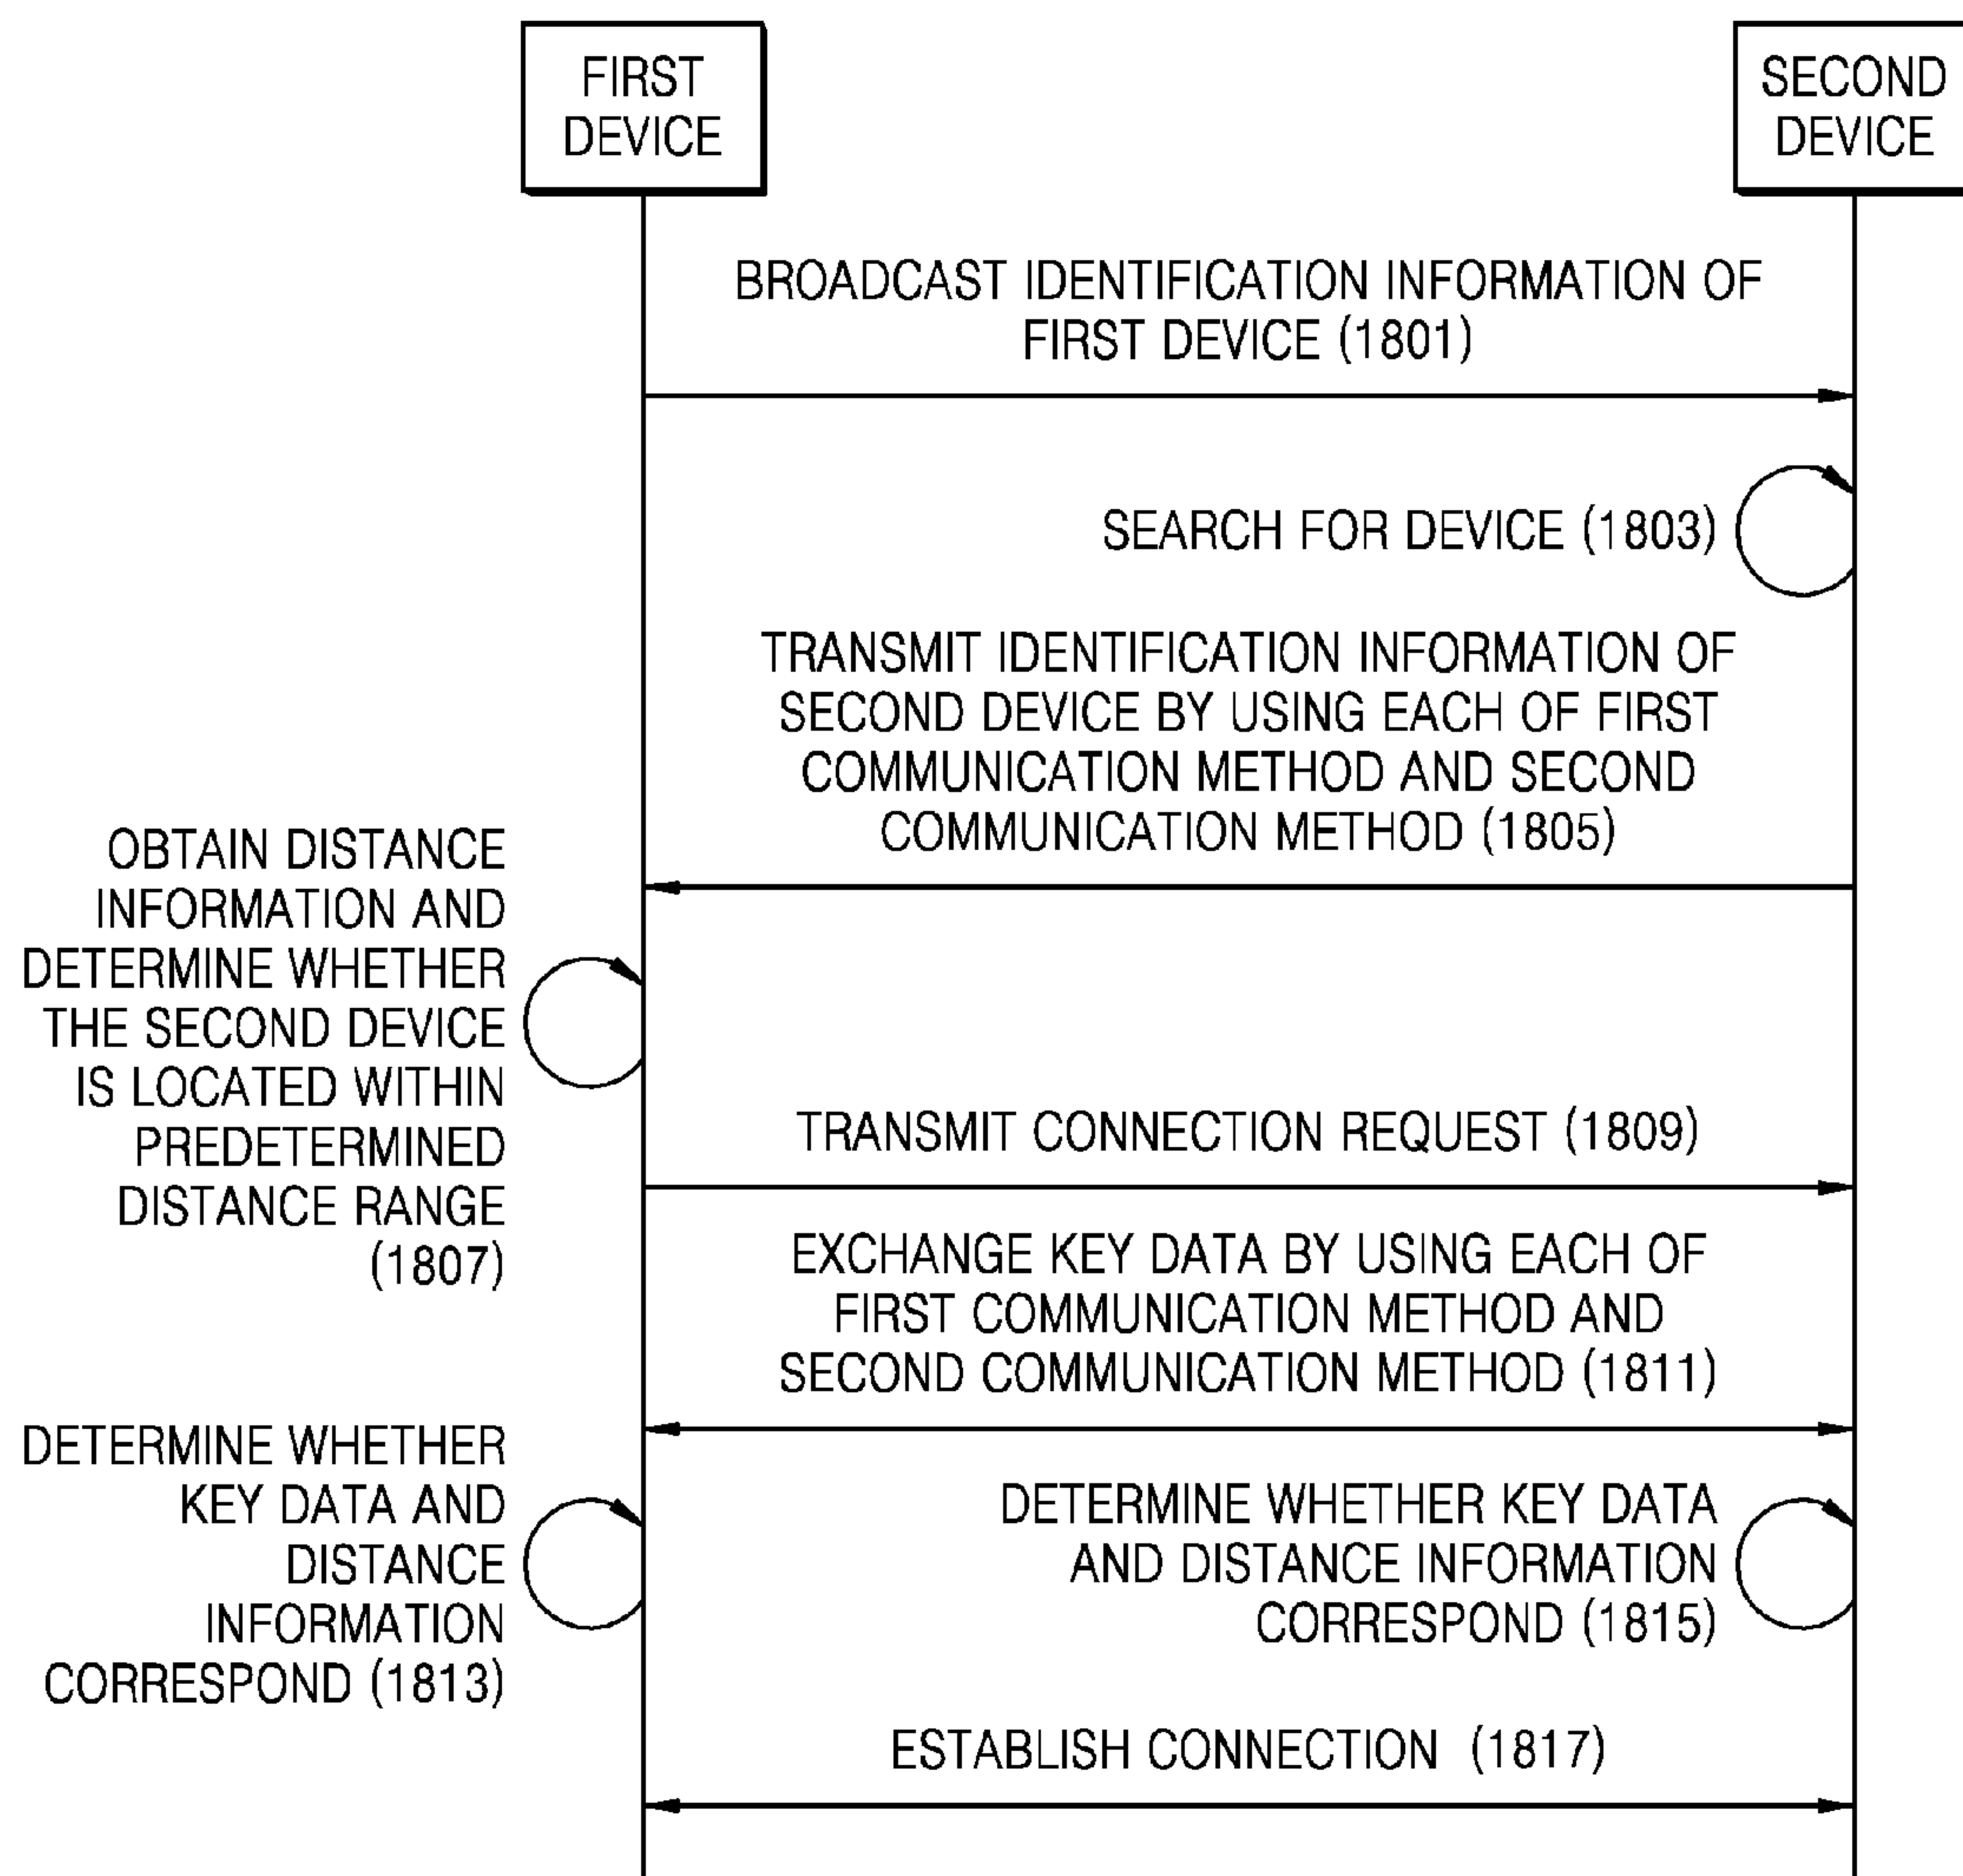 FIRST
DEVICE
SECOND
DEVICE
BROADCAST IDENTIFICATION INFORMATION OF
FIRST DEVICE (1801)
SEARCH FOR DEVICE (1803)
TRANSMIT IDENTIFICATION INFORMATION OF
SECOND DEVICE BY USING EACH OF FIRST
COMMUNICATION METHOD AND SECOND
COMMUNICATION METHOD (1805)
OBTAIN DISTANCE
INFORMATION AND
DETERMINE WHETHER
THE SECOND DEVICE
IS LOCATED WITHIN
PREDETERMINED
DISTANCE RANGE
(1807)
TRANSMIT CONNECTION REQUEST (1809)
EXCHANGE KEY DATA BY USING EACH OF
FIRST COMMUNICATION METHOD AND
SECOND COMMUNICATION METHOD (1811)
DETERMINE WHETHER
KEY DATA AND
DISTANCE
INFORMATION
CORRESPOND (1813)
DETERMINE WHETHER KEY DATA
AND DISTANCE INFORMATION
CORRESPOND (1815)
ESTABLISH CONNECTION (1817)